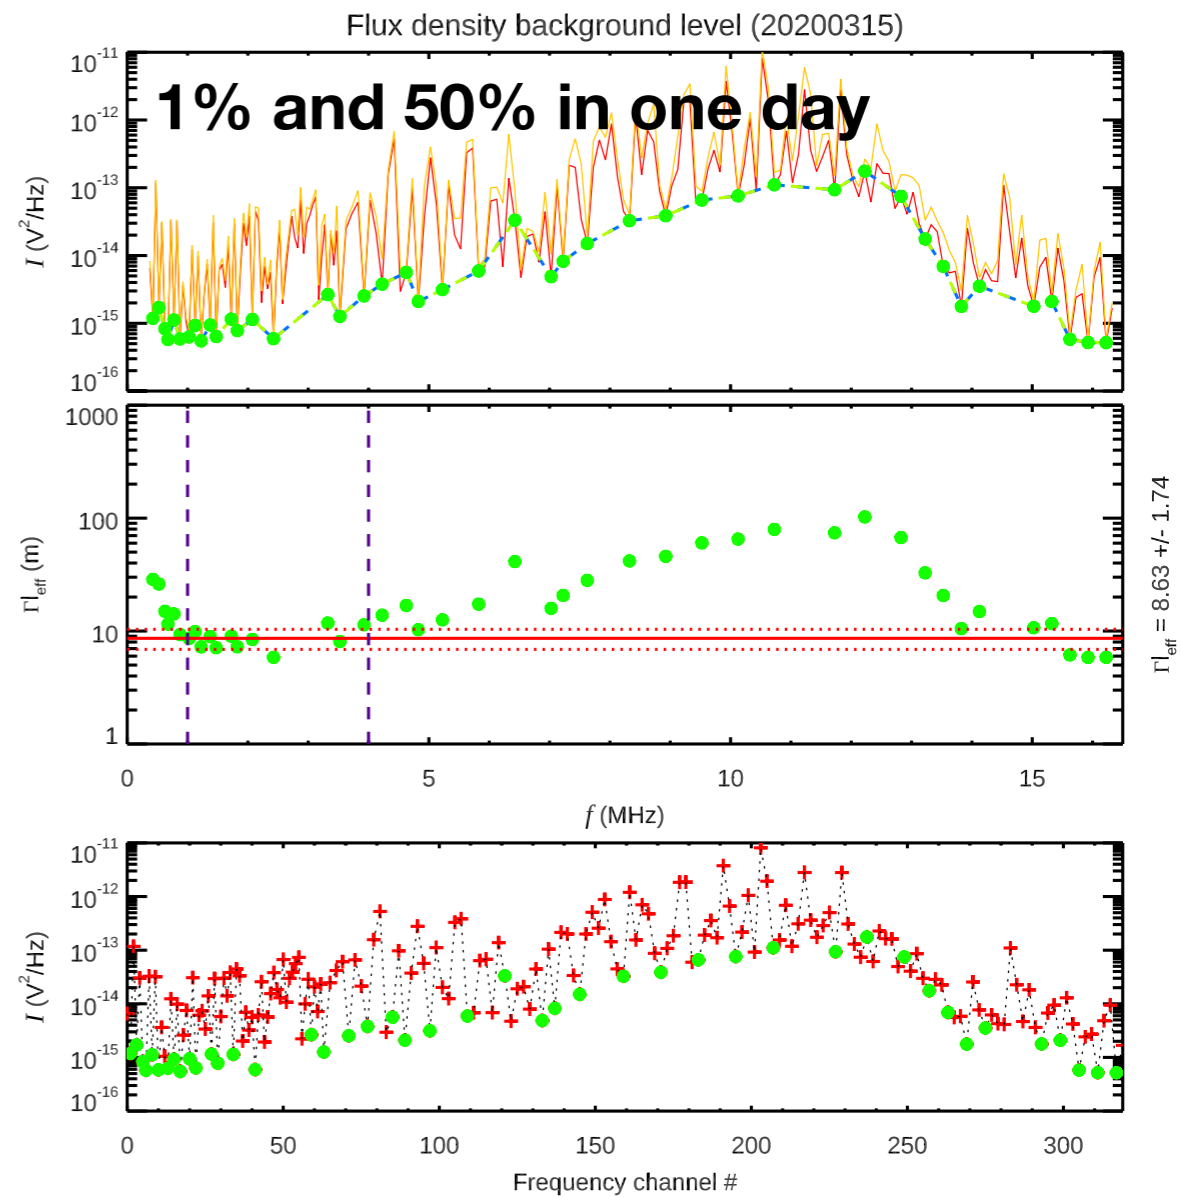 Flux density background level (20200315)
1% and 50% in one day
10⁻¹¹
10⁻¹²
10⁻¹³
10⁻¹⁴
10⁻¹⁵
10⁻¹⁶
I (V²/Hz)
1000
100
10
1
Γl_eff (m)
Γl_eff = 8.63 +/- 1.74
0 5 10 15
f (MHz)
10⁻¹¹
10⁻¹²
10⁻¹³
10⁻¹⁴
10⁻¹⁵
10⁻¹⁶
I (V²/Hz)
0 50 100 150 200 250 300
Frequency channel #